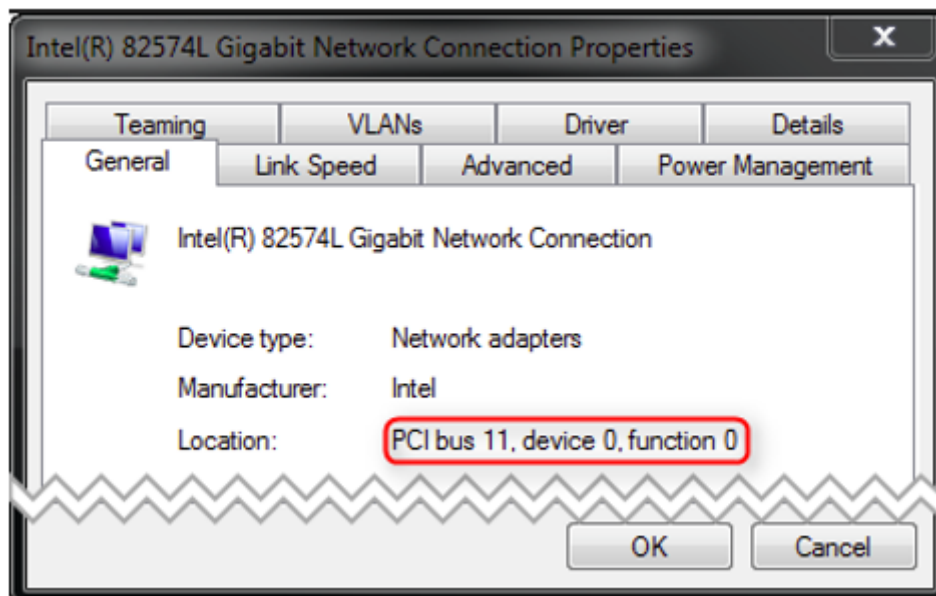 Intel(R) 82574L Gigabit Network Connection Properties
x
Teaming VLANs Driver Details
General Link Speed Advanced Power Management
Intel(R) 82574L Gigabit Network Connection
Device type: Network adapters
Manufacturer: Intel
Location: PCI bus 11, device 0, function 0
OK Cancel